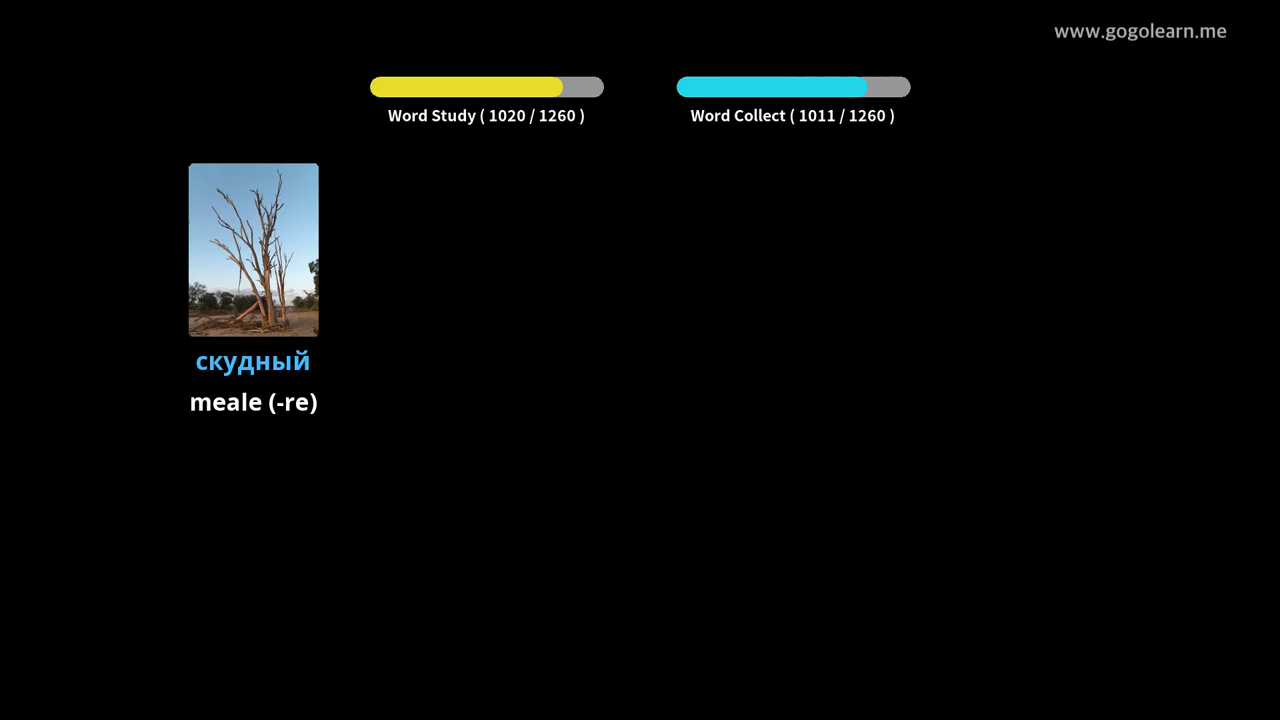 www.gogolearn.me
Word Study ( 1020 / 1260 )
Word Collect ( 1011 / 1260 )
скудный
meale (-re)